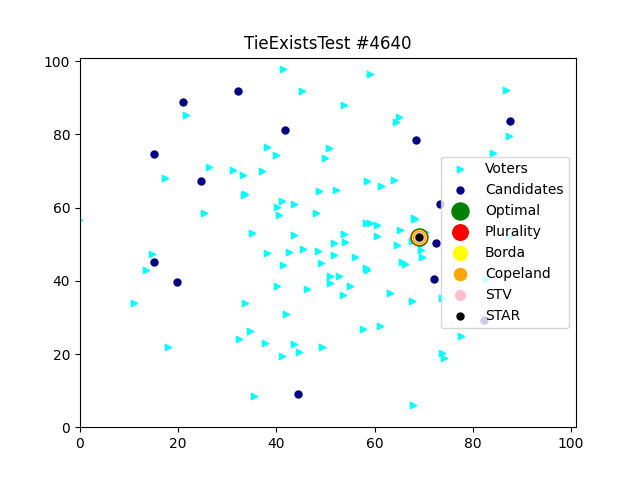 TieExistsTest #4640
100
80
60
40
20
0
0
20
40
60
80
100
Voters
Candidates
Optimal
Plurality
Borda
Copeland
STV
STAR